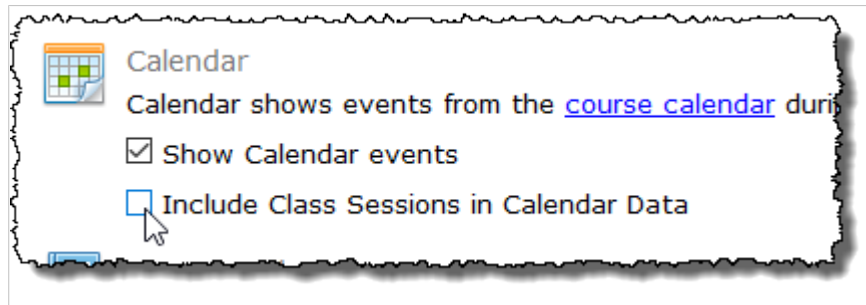 Calendar
Calendar shows events from the course calendar duri
Show Calendar events
Include Class Sessions in Calendar Data